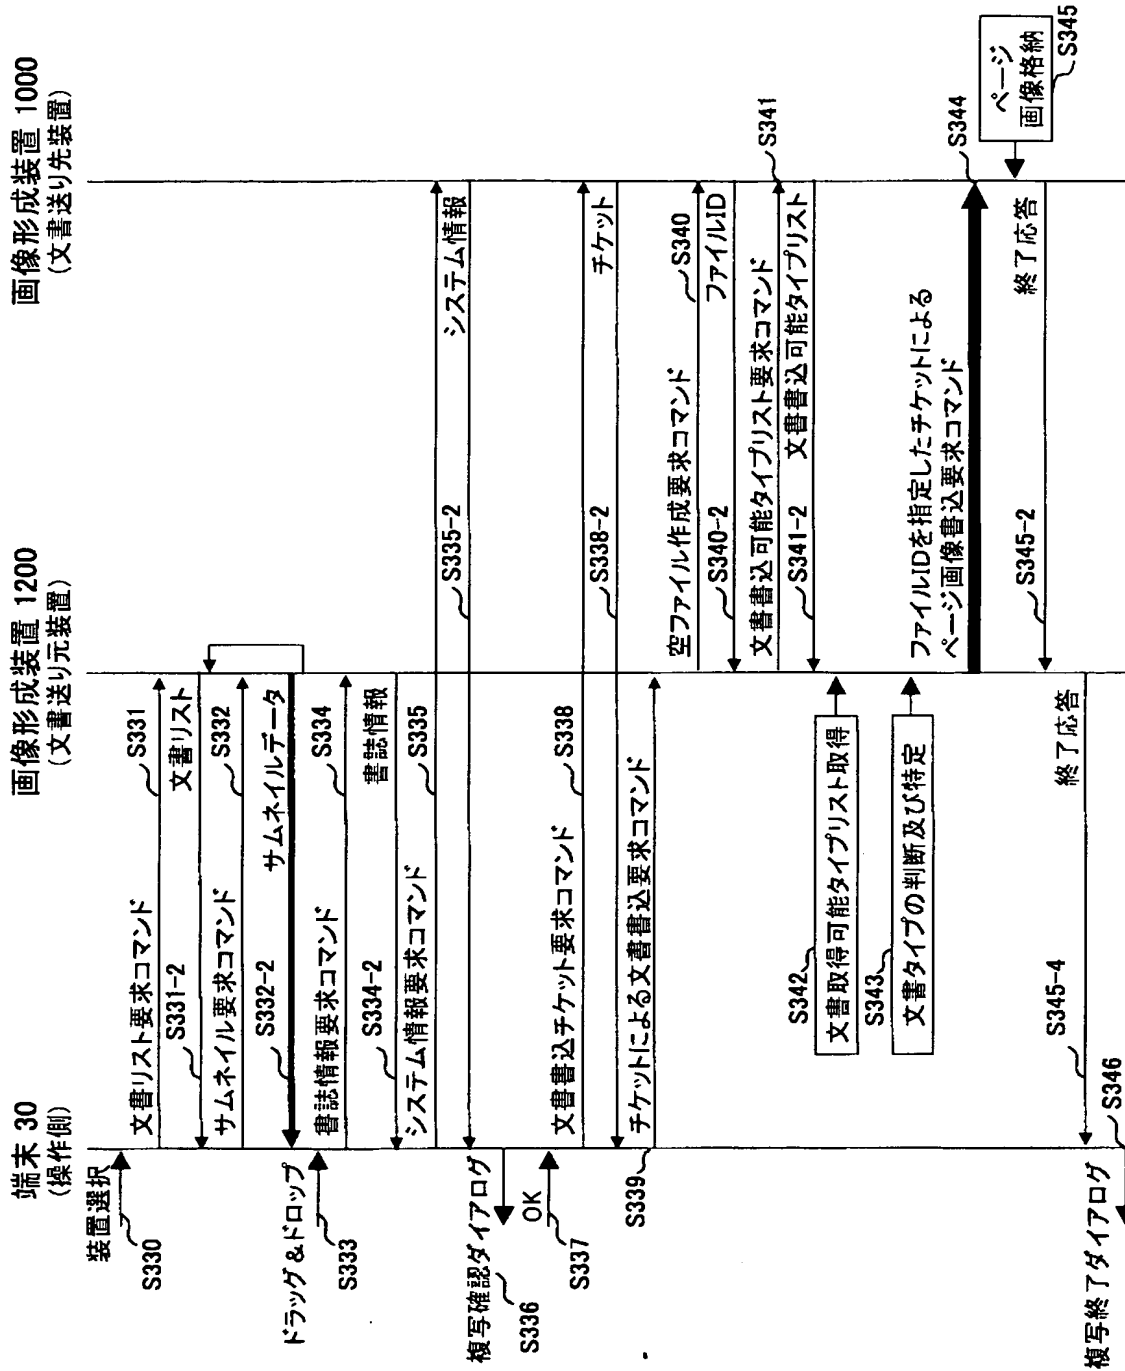 端末 30
(操作側)
画像形成装置 1200
(文書送り元装置)
画像形成装置 1000
(文書送り先装置)
装置選択
S330
文書リスト要求コマンド
S331
S331-2
文書リスト
サムネイル要求コマンド
S332
S332-2
サムネイルデータ
ドラッグ&ドロップ
S333
書誌情報要求コマンド
S334
S334-2
書誌情報
システム情報要求コマンド
S335
S335-2
システム情報
複写確認ダイアログ
S336
OK
S337
文書書込チケット要求コマンド
S338
S338-2
チケット
チケットによる文書書込要求コマンド
S339
空ファイル作成要求コマンド
S340
S340-2
ファイルID
文書書込可能タイプリスト要求コマンド
S341
S341-2
文書書込可能タイプリスト
S342
文書取得可能タイプリスト取得
S343
文書タイプの判断及び特定
ファイルIDを指定したチケットによる
ページ画像書込要求コマンド
S344
ページ
画像格納
S345
S345-2
終了応答
S345-4
終了応答
複写終了ダイアログ
S346